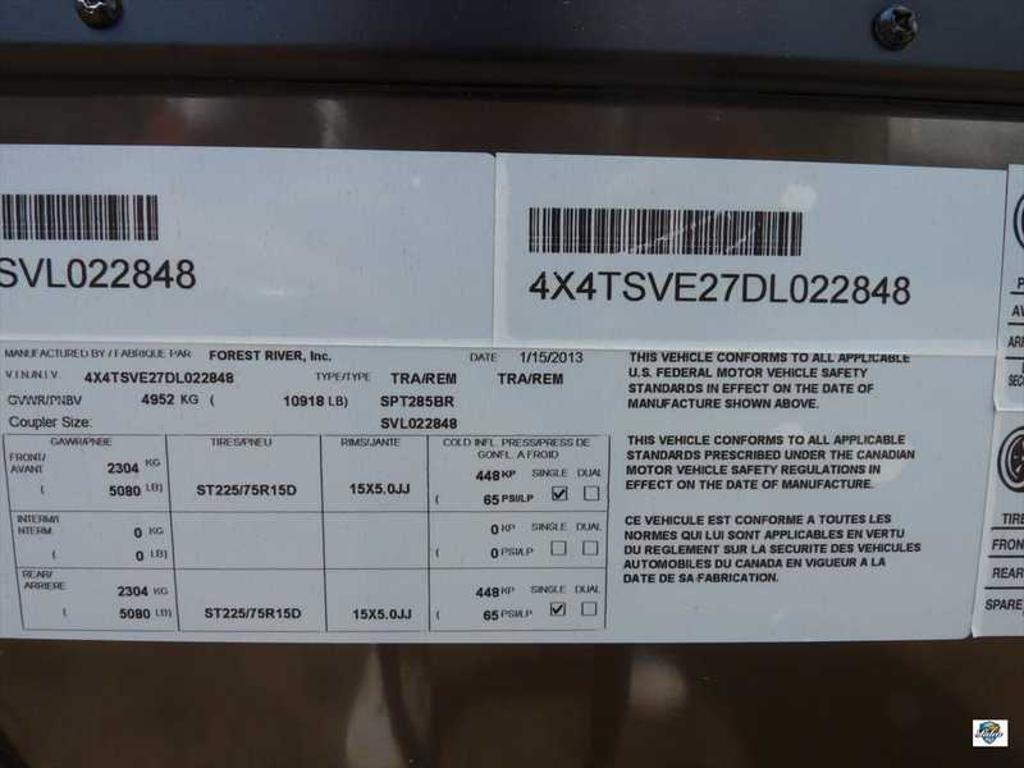 SVL022848
4X4TSVE27DL022848
MANUFACTURED BY / FABRIQUE PAR FOREST RIVER, Inc. DATE 1/15/2013
V.I.N./N.I.V. 4X4TSVE27DL022848 TYPE/TYPE TRA/REM TRA/REM
GVWR/PNBV 4952 KG ( 10918 LB) SPT285BR
Coupler Size: SVL022848
GAWR/PNBE TIRES/PNEU RIMS/JANTE COLD INFL. PRESS/PRESS DE
GONFL. A FROID
FRONT/
AVANT 2304 KG 448 KP SINGLE DUAL
( 5080 LB) ST225/75R15D 15X5.0JJ ( 65 PSI/LP
INTERM/I
NTERM. 0 KG 0 KP SINGLE DUAL
( 0 LB) ( 0 PSI/LP
REAR/
ARRIERE 2304 KG 448 KP SINGLE DUAL
( 5080 LB) ST225/75R15D 15X5.0JJ ( 65 PSI/LP
THIS VEHICLE CONFORMS TO ALL APPLICABLE
U.S. FEDERAL MOTOR VEHICLE SAFETY
STANDARDS IN EFFECT ON THE DATE OF
MANUFACTURE SHOWN ABOVE.
THIS VEHICLE CONFORMS TO ALL APPLICABLE
STANDARDS PRESCRIBED UNDER THE CANADIAN
MOTOR VEHICLE SAFETY REGULATIONS IN
EFFECT ON THE DATE OF MANUFACTURE.
CE VEHICULE EST CONFORME A TOUTES LES
NORMES QUI LUI SONT APPLICABLES EN VERTU
DU REGLEMENT SUR LA SECURITE DES VEHICULES
AUTOMOBILES DU CANADA EN VIGUEUR A LA
DATE DE SA FABRICATION.
TIRE
FRON
REAR
SPARE